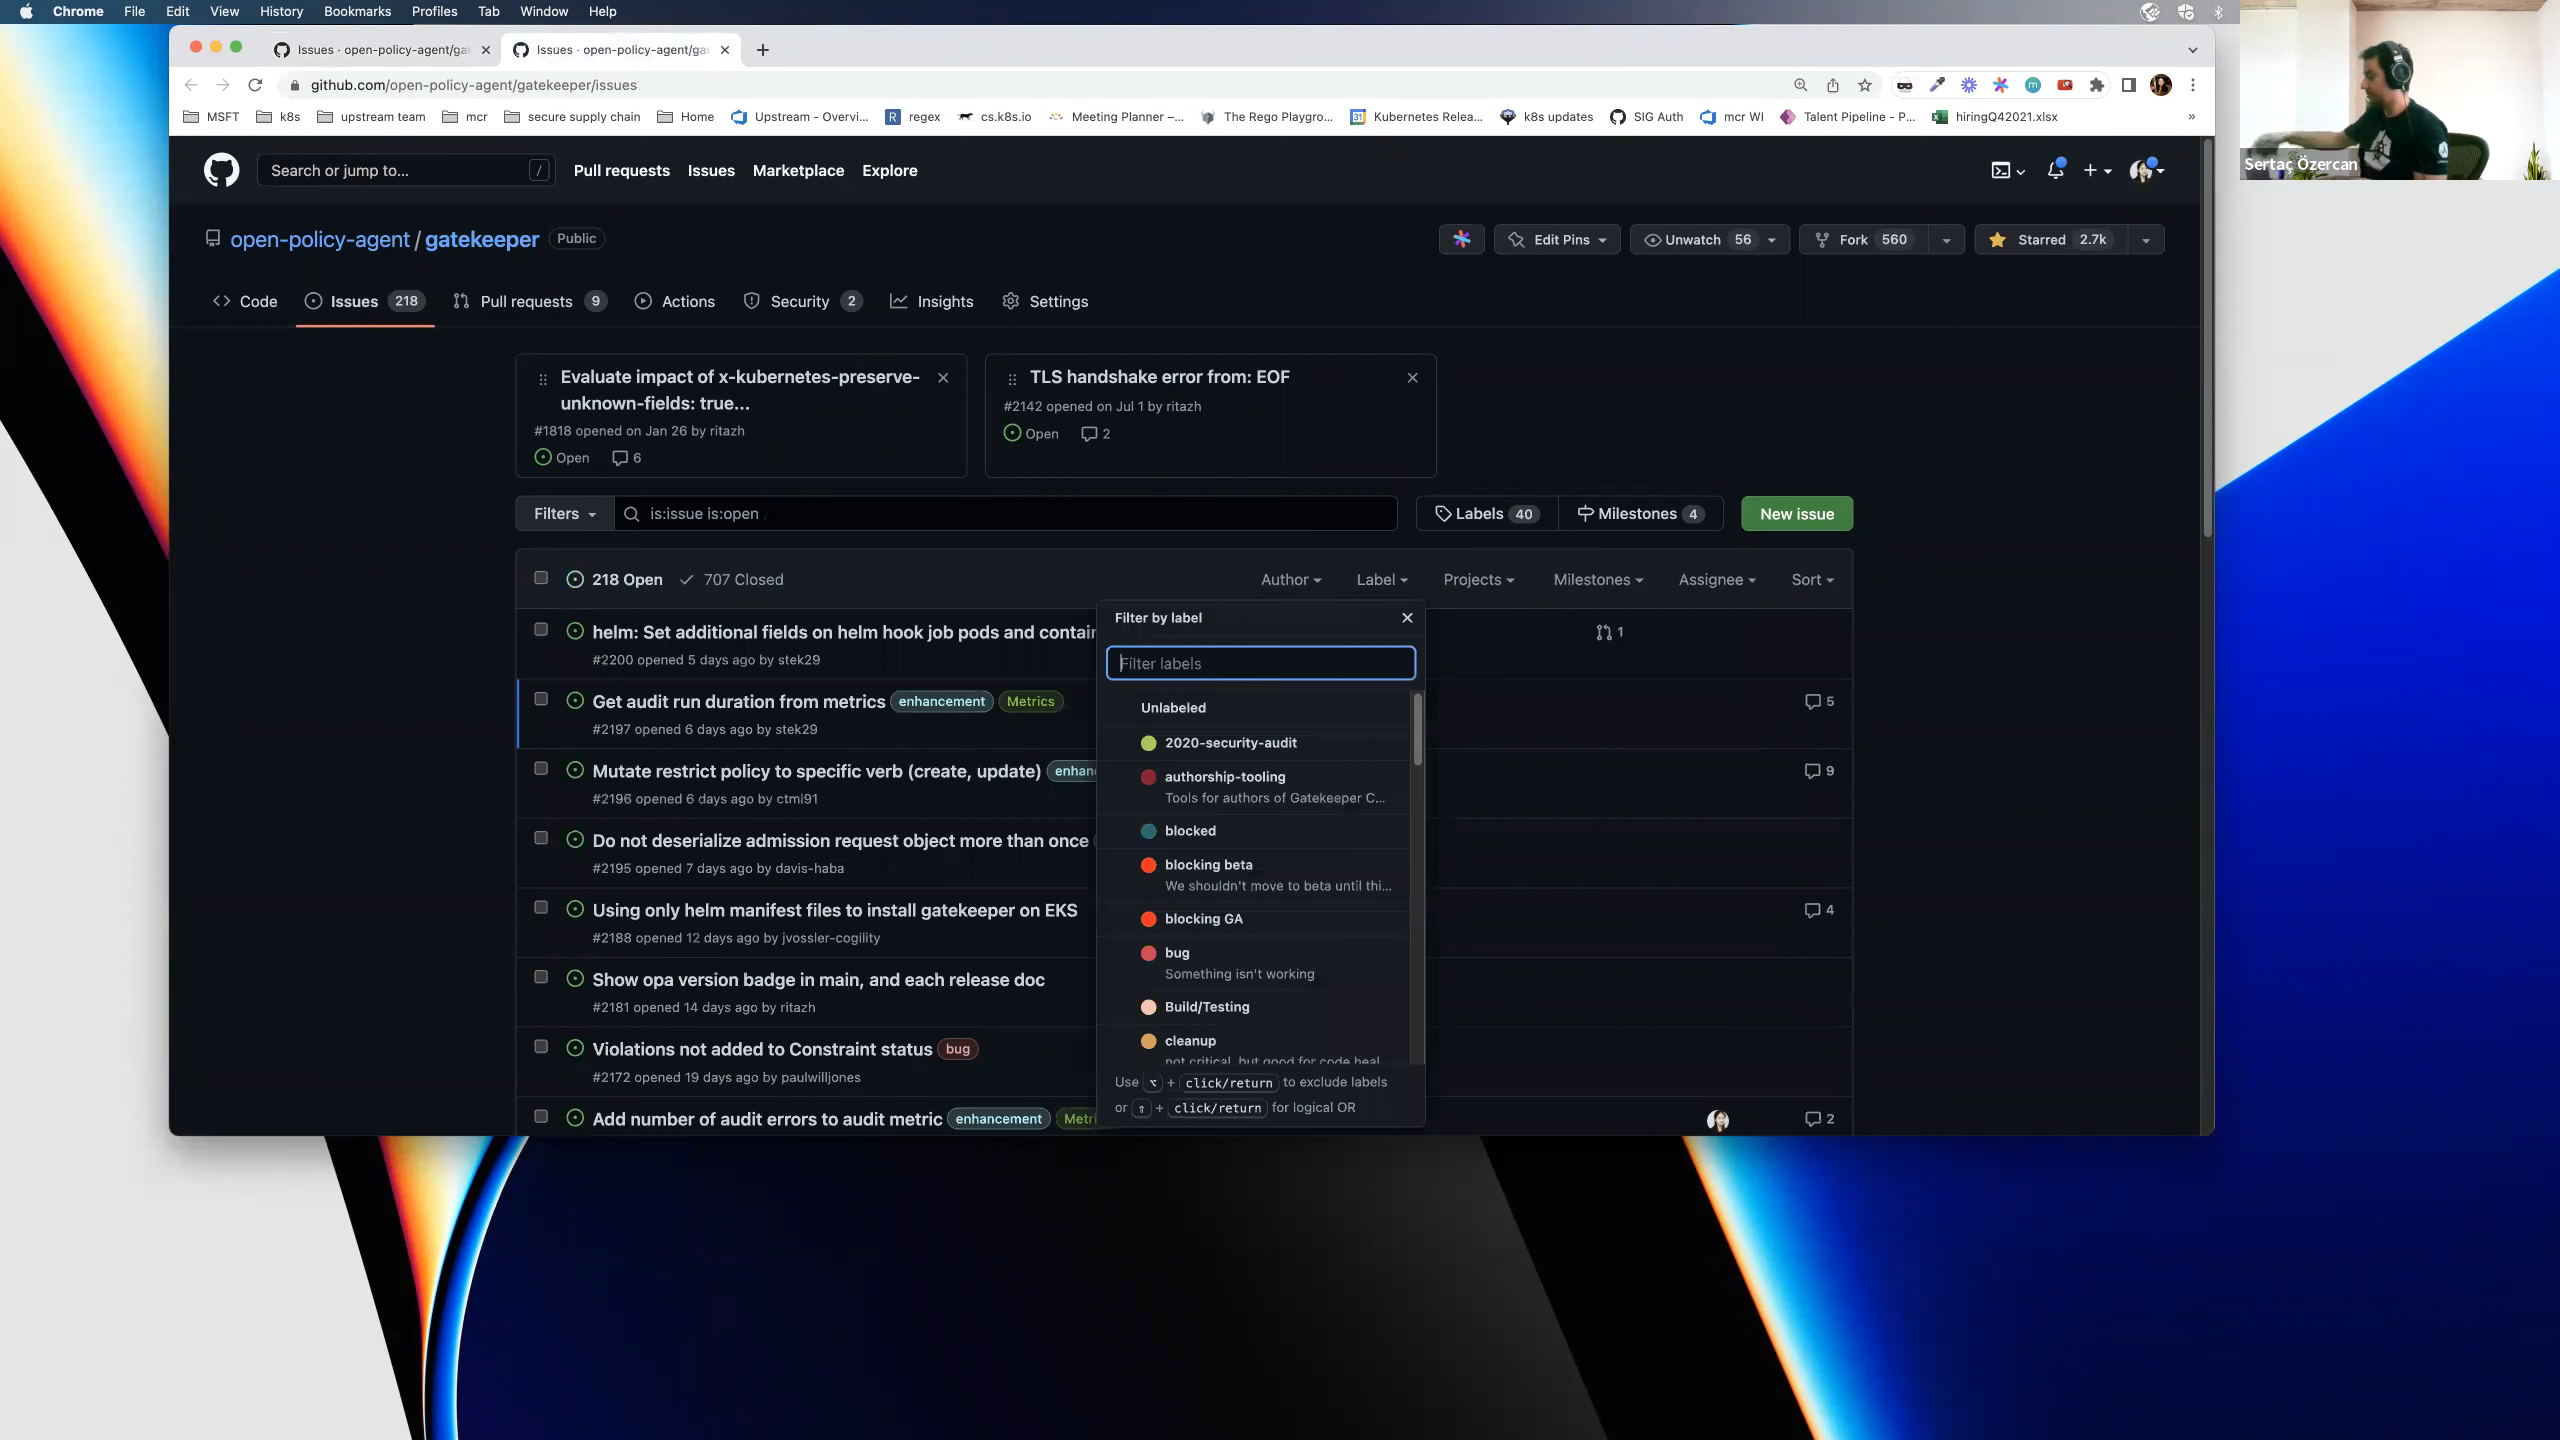 Chrome File Edit View History Bookmarks Profiles Tab Window Help
Issues · open-policy-agent/ga
Issues · open-policy-agent/ga
github.com/open-policy-agent/gatekeeper/issues
MSFT k8s upstream team mcr secure supply chain Home Upstream - Overvi... regex cs.k8s.io Meeting Planner –... The Rego Playgro... Kubernetes Relea... k8s updates SIG Auth mcr WI Talent Pipeline - P... hiringQ42021.xlsx »
Sertaç Özercan
Search or jump to... / Pull requests Issues Marketplace Explore
open-policy-agent / gatekeeper Public
Edit Pins Unwatch 56 Fork 560 Starred 2.7k
Code Issues 218 Pull requests 9 Actions Security 2 Insights Settings
Evaluate impact of x-kubernetes-preserve-
unknown-fields: true...
#1818 opened on Jan 26 by ritazh
Open 6
TLS handshake error from: EOF
#2142 opened on Jul 1 by ritazh
Open 2
Filters is:issue is:open Labels 40 Milestones 4 New issue
218 Open 707 Closed Author Label Projects Milestones Assignee Sort
helm: Set additional fields on helm hook job pods and contain
#2200 opened 5 days ago by stek29
1
Get audit run duration from metrics enhancement Metrics
#2197 opened 6 days ago by stek29
5
Mutate restrict policy to specific verb (create, update) enhan
#2196 opened 6 days ago by ctml91
9
Do not deserialize admission request object more than once
#2195 opened 7 days ago by davis-haba
Using only helm manifest files to install gatekeeper on EKS
#2188 opened 12 days ago by jvossler-cogility
4
Show opa version badge in main, and each release doc
#2181 opened 14 days ago by ritazh
Violations not added to Constraint status bug
#2172 opened 19 days ago by paulwilljones
Add number of audit errors to audit metric enhancement Metri
2
Filter by label
Filter labels
Unlabeled
2020-security-audit
authorship-tooling
Tools for authors of Gatekeeper C...
blocked
blocking beta
We shouldn't move to beta until thi...
blocking GA
bug
Something isn't working
Build/Testing
cleanup
not critical, but good for code heal...
Use ⌥ + click/return to exclude labels
or ⇧ + click/return for logical OR